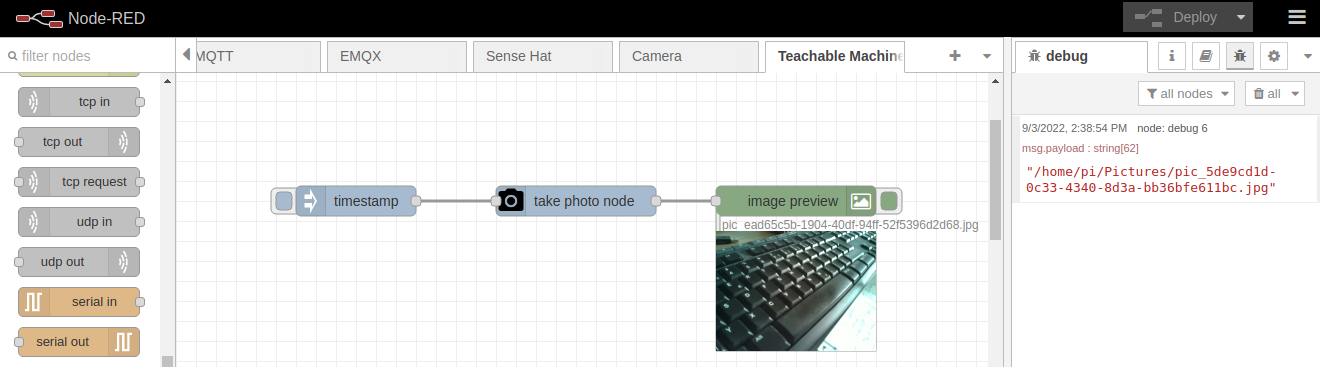 Node-RED
Deploy
filter nodes
MQTT
EMQX
Sense Hat
Camera
Teachable Machine
debug
all nodes
all
tcp in
tcp out
tcp request
udp in
udp out
serial in
serial out
timestamp
take photo node
image preview
pic_ead65c5b-1904-40df-94ff-52f5396d2d68.jpg
9/3/2022, 2:38:54 PM node: debug 6
msg.payload : string[62]
"/home/pi/Pictures/pic_5de9cd1d-
0c33-4340-8d3a-bb36bfe611bc.jpg"